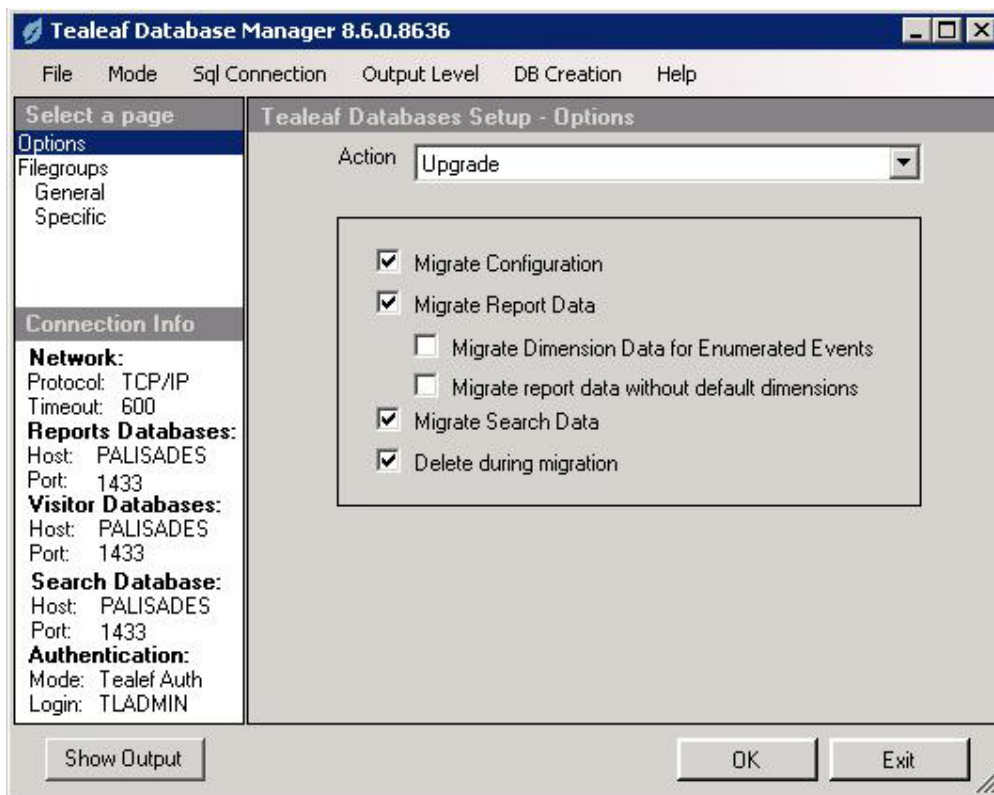 Tealeaf Database Manager 8.6.0.8636
File Mode Sql Connection Output Level DB Creation Help
Select a page
Options
Filegroups
General
Specific
Connection Info
Network:
Protocol: TCP/IP
Timeout: 600
Reports Databases:
Host: PALISADES
Port: 1433
Visitor Databases:
Host: PALISADES
Port: 1433
Search Database:
Host: PALISADES
Port: 1433
Authentication:
Mode: Tealef Auth
Login: TLADMIN
Tealeaf Databases Setup - Options
Action Upgrade
Migrate Configuration
Migrate Report Data
Migrate Dimension Data for Enumerated Events
Migrate report data without default dimensions
Migrate Search Data
Delete during migration
Show Output OK Exit